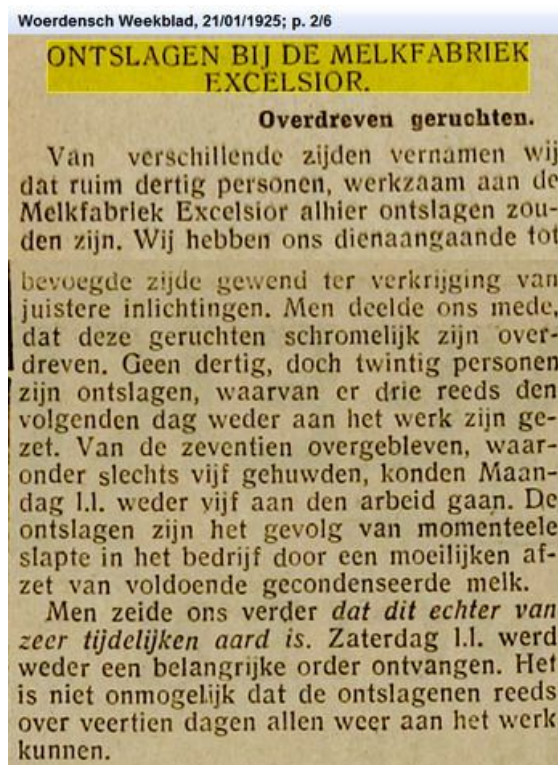 Woerdensch Weekblad, 21/01/1925; p. 2/6
ONTSLAGEN BIJ DE MELKFABRIEK
EXCELSIOR.
Overdreven geruchten.
Van verschillende zijden vernamen wij
dat ruim dertig personen, werkzaam aan de
Melkfabriek Excelsior alhier ontslagen zou-
den zijn. Wij hebben ons dienaangaande tot
bevoegde zijde gewend ter verkrijging van
juistere inlichtingen. Men deelde ons mede,
dat deze geruchten schromelijk zijn over-
dreven. Geen dertig, doch twintig personen
zijn ontslagen, waarvan er drie reeds den
volgenden dag weder aan het werk zijn ge-
zet. Van de zeventien overgebleven, waar-
onder slechts vijf gehuwden, konden Maan-
dag l.l. weder vijf aan den arbeid gaan. De
ontslagen zijn het gevolg van momenteele
slapte in het bedrijf door een moeilijken af-
zet van voldoende gecondenseerde melk.
Men zeide ons verder dat dit echter van
zeer tijdelijken aard is. Zaterdag l.l. werd
weder een belangrijke order ontvangen. Het
is niet onmogelijk dat de ontslagenen reeds
over veertien dagen allen weer aan het werk
kunnen.